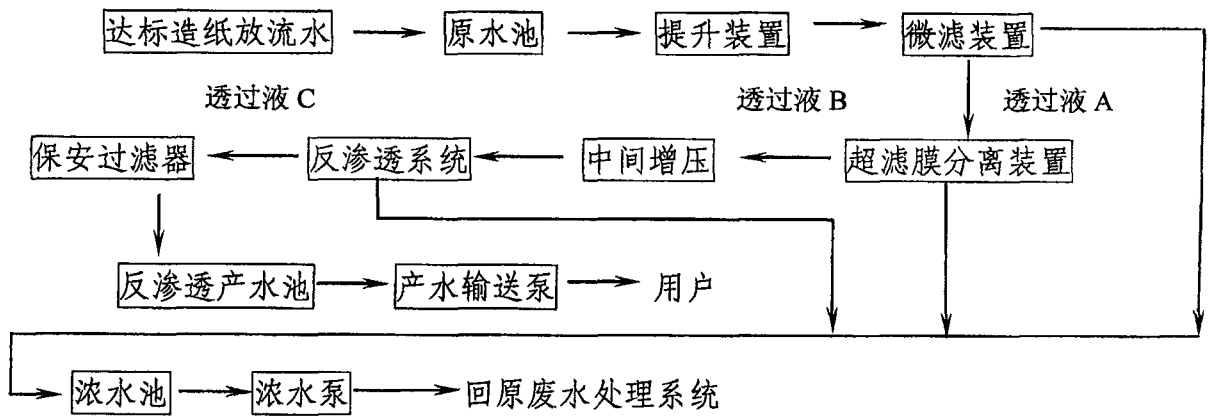 达标造纸放流水 原水池 提升装置 微滤装置
透过液 C 透过液 B 透过液 A
保安过滤器 反渗透系统 中间增压 超滤膜分离装置
反渗透产水池 产水输送泵 用户
浓水池 浓水泵 回原废水处理系统